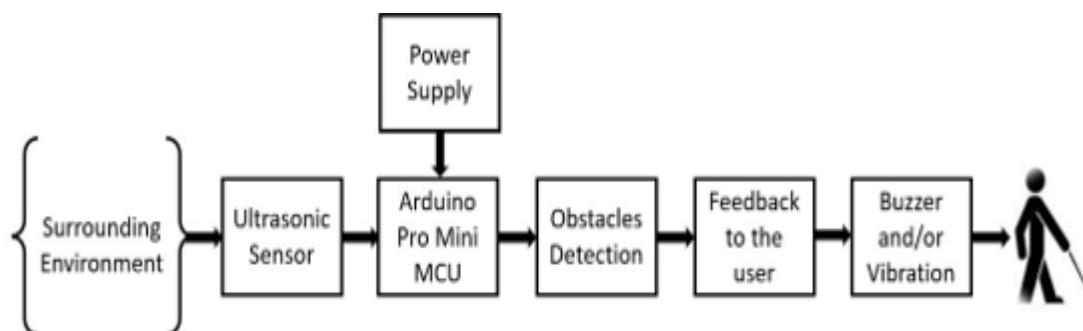 Power
Supply
Surrounding
Environment
Ultrasonic
Sensor
Arduino
Pro Mini
MCU
Obstacles
Detection
Feedback
to the
user
Buzzer
and/or
Vibration